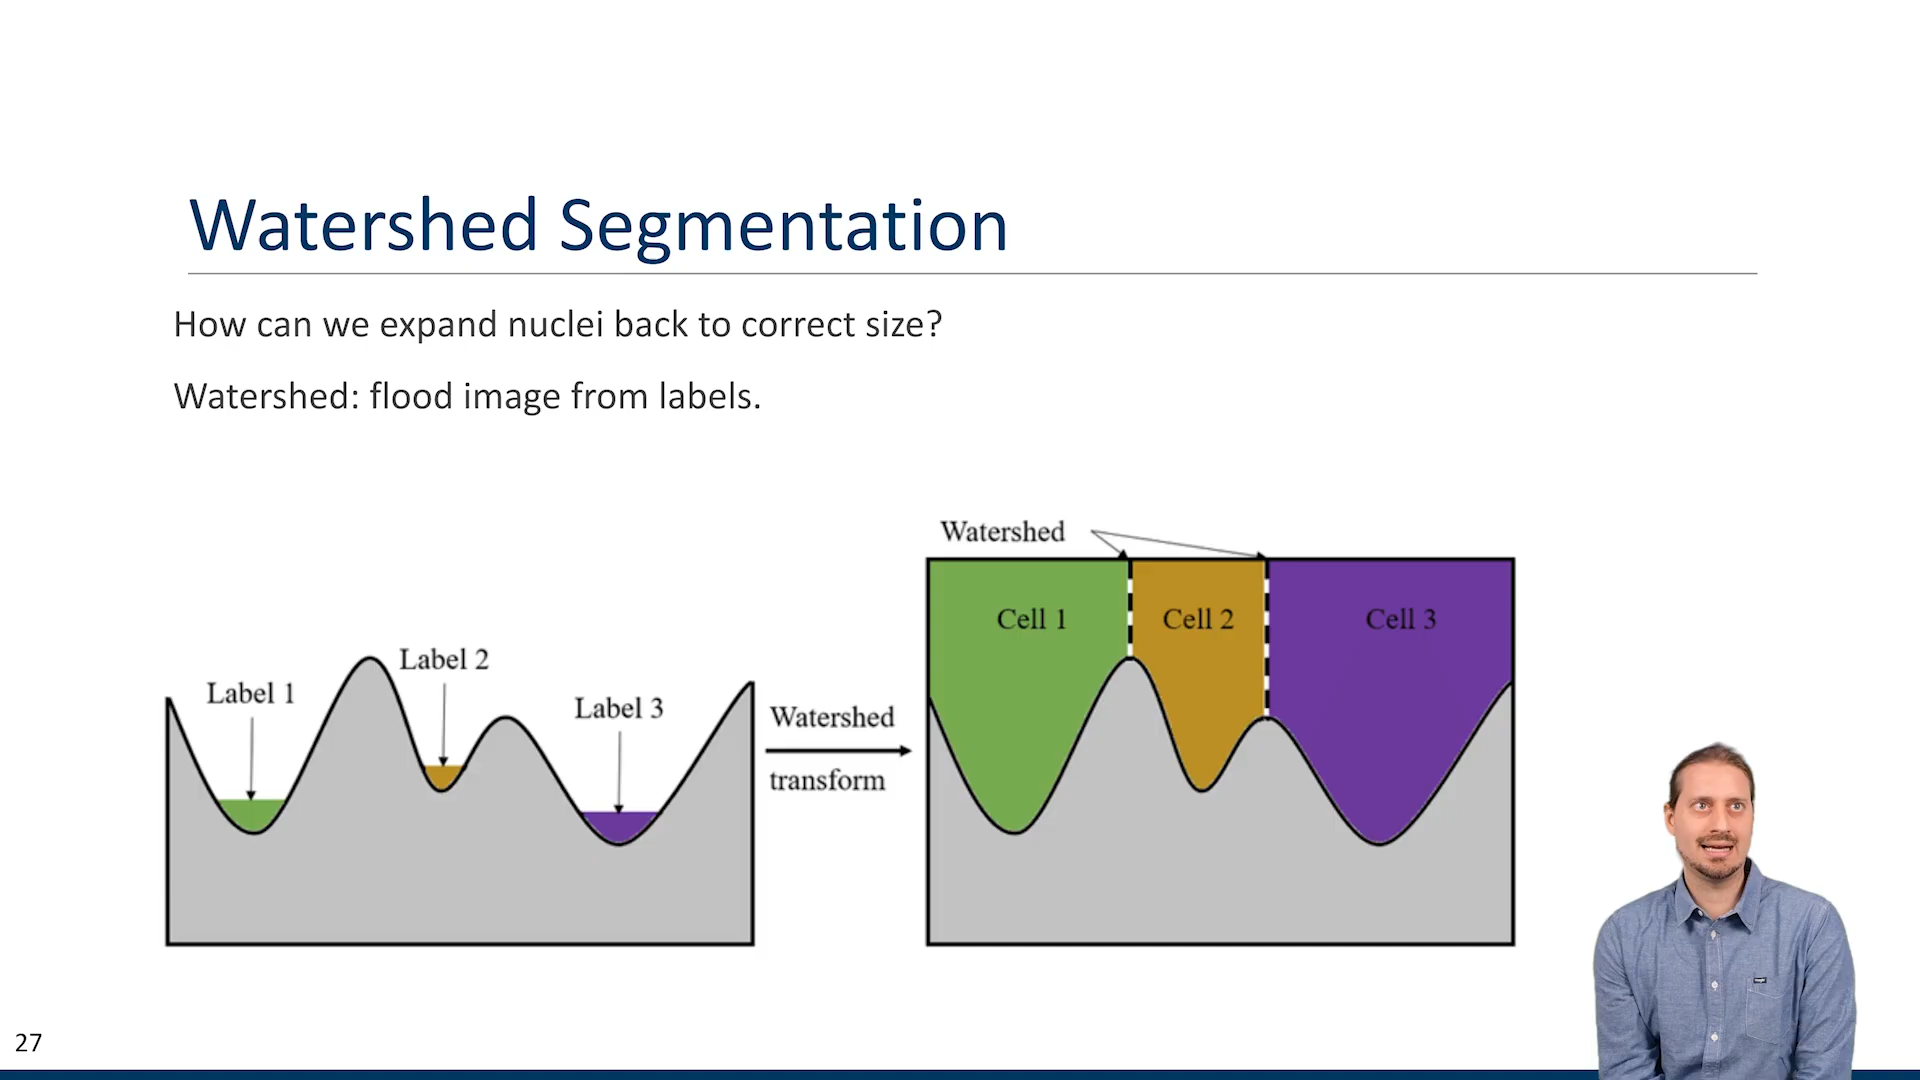 Watershed Segmentation
How can we expand nuclei back to correct size?
Watershed: flood image from labels.
Watershed
Cell 1
Cell 2
Cell 3
Label 1
Label 2
Label 3
Watershed
transform
27